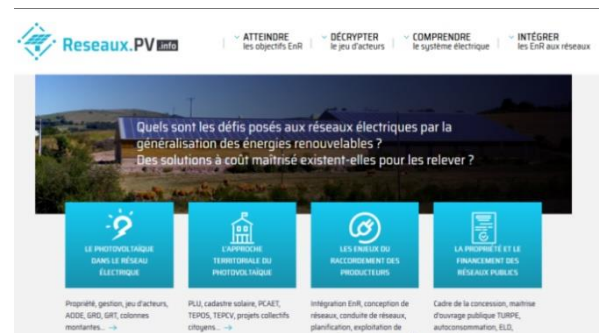 Reseaux.PV.info
ATTEINDRE
les objectifs EnR
DÉCRYPTER
le jeu d'acteurs
COMPRENDRE
le système électrique
INTÉGRER
les EnR aux réseaux
Quels sont les défis posés aux réseaux électriques par la
généralisation des énergies renouvelables ?
Des solutions à coût maîtrisé existent-elles pour les relever ?
LE PHOTOVOLTAÏQUE
DANS LE RÉSEAU
ÉLECTRIQUE
L'APPROCHE
TERRITORIALE DU
PHOTOVOLTAÏQUE
LES ENJEUX DU
RACCORDEMENT DES
PRODUCTEURS
LA PROPRIÉTÉ ET LE
FINANCEMENT DES
RÉSEAUX PUBLICS
Propriété, gestion, jeu d'acteurs,
AODE, GRD, GRT, colonnes
montantes... →
PLU, cadastre solaire, PCAET,
TEPOS, TEPCV, projets collectifs
citoyens... →
Intégration EnR, conception de
réseaux, conduite de réseaux,
planification, exploitation de
Cadre de la concession, maitrise
d'ouvrage publique TURPE,
autoconsommation, ELD,